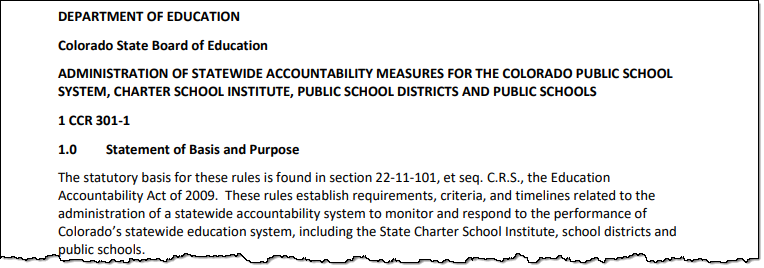 DEPARTMENT OF EDUCATION
Colorado State Board of Education
ADMINISTRATION OF STATEWIDE ACCOUNTABILITY MEASURES FOR THE COLORADO PUBLIC SCHOOL
SYSTEM, CHARTER SCHOOL INSTITUTE, PUBLIC SCHOOL DISTRICTS AND PUBLIC SCHOOLS
1 CCR 301-1
1.0 Statement of Basis and Purpose
The statutory basis for these rules is found in section 22-11-101, et seq. C.R.S., the Education
Accountability Act of 2009. These rules establish requirements, criteria, and timelines related to the
administration of a statewide accountability system to monitor and respond to the performance of
Colorado’s statewide education system, including the State Charter School Institute, school districts and
public schools.